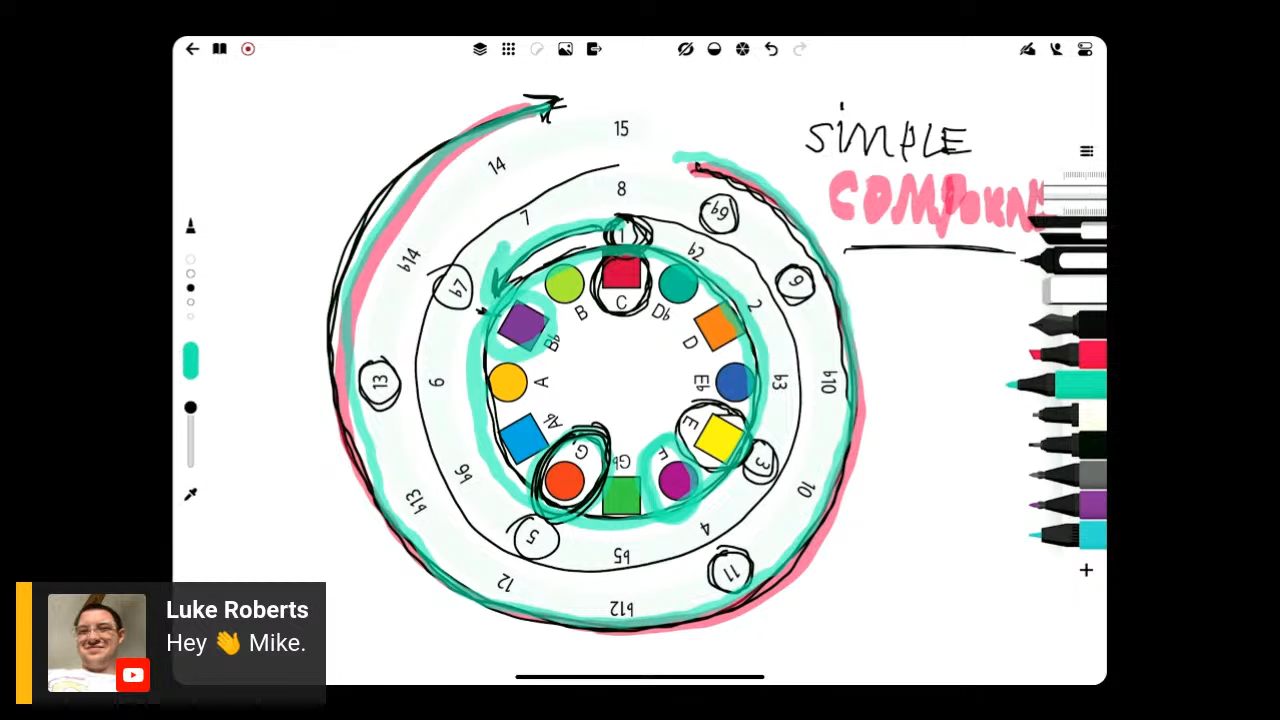 SIMPLE
COMPOUN
15
14
8
b9
7
1
b2
b14
b7
9
2
C
B
Db
Bb
D
13
6
A
Eb
b3
b10
Ab
E
G
F
Gb
3
b6
b13
10
5
4
b5
11
12
b12
Luke Roberts
Hey 👋 Mike.